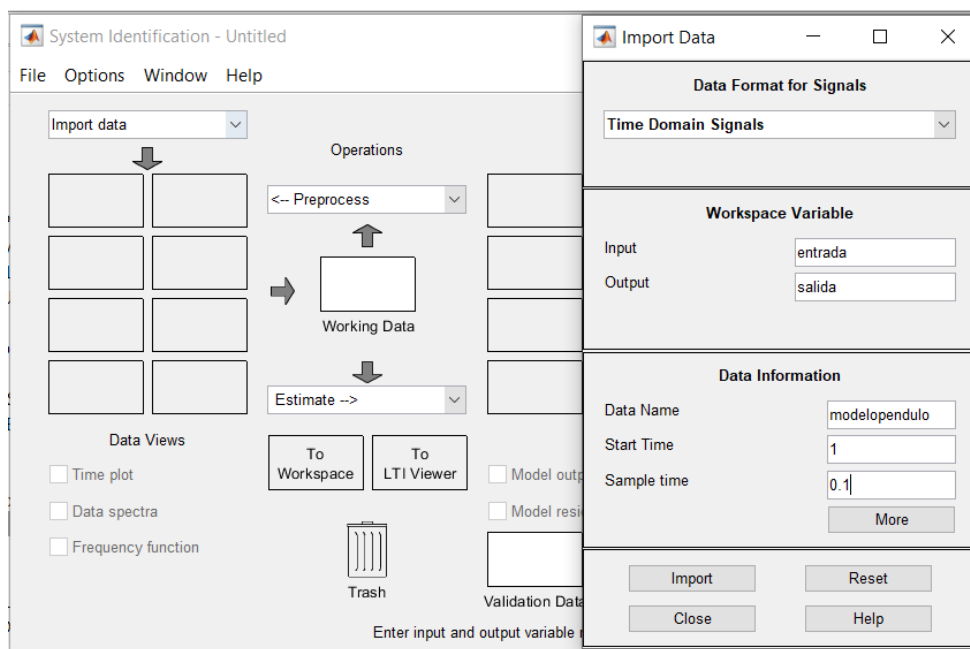 System Identification - Untitled
File Options Window Help
Import data
Operations
<-- Preprocess
Working Data
Estimate -->
Data Views
To Workspace
To LTI Viewer
Time plot
Data spectra
Frequency function
Trash
Model
Model
Validation Data
Enter input and output variable
Import Data
Data Format for Signals
Time Domain Signals
Workspace Variable
Input entrada
Output salida
Data Information
Data Name modelopendulo
Start Time 1
Sample time 0.1
More
Import Reset
Close Help